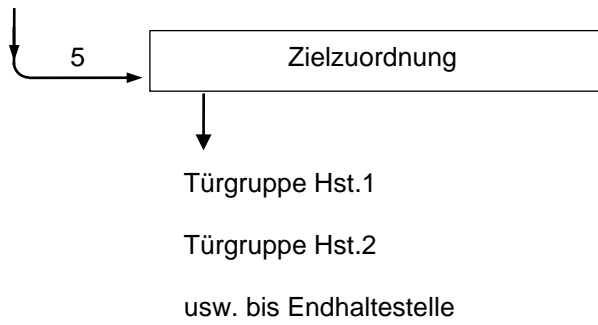 5 Zielzuordnung
Türgruppe Hst.1
Türgruppe Hst.2
usw. bis Endhaltestelle